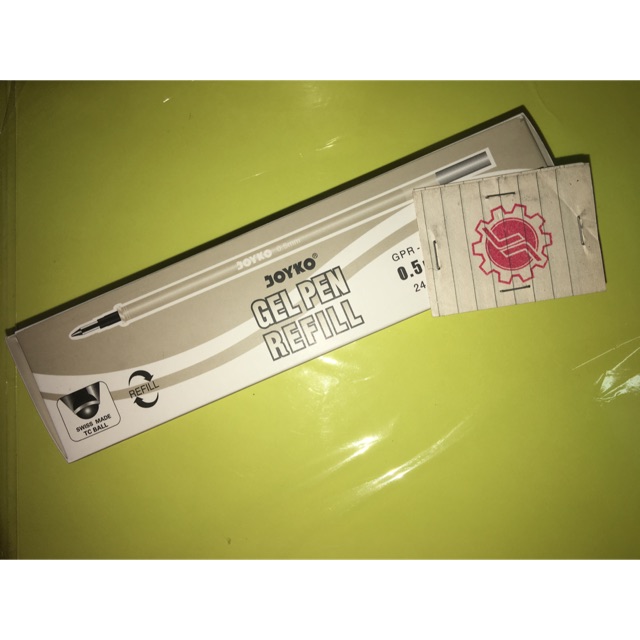 JOYKO
JOYKO®
GEL PEN
REFILL
GPR-
0.5
24
REFILL
SWISS MADE
TC BALL